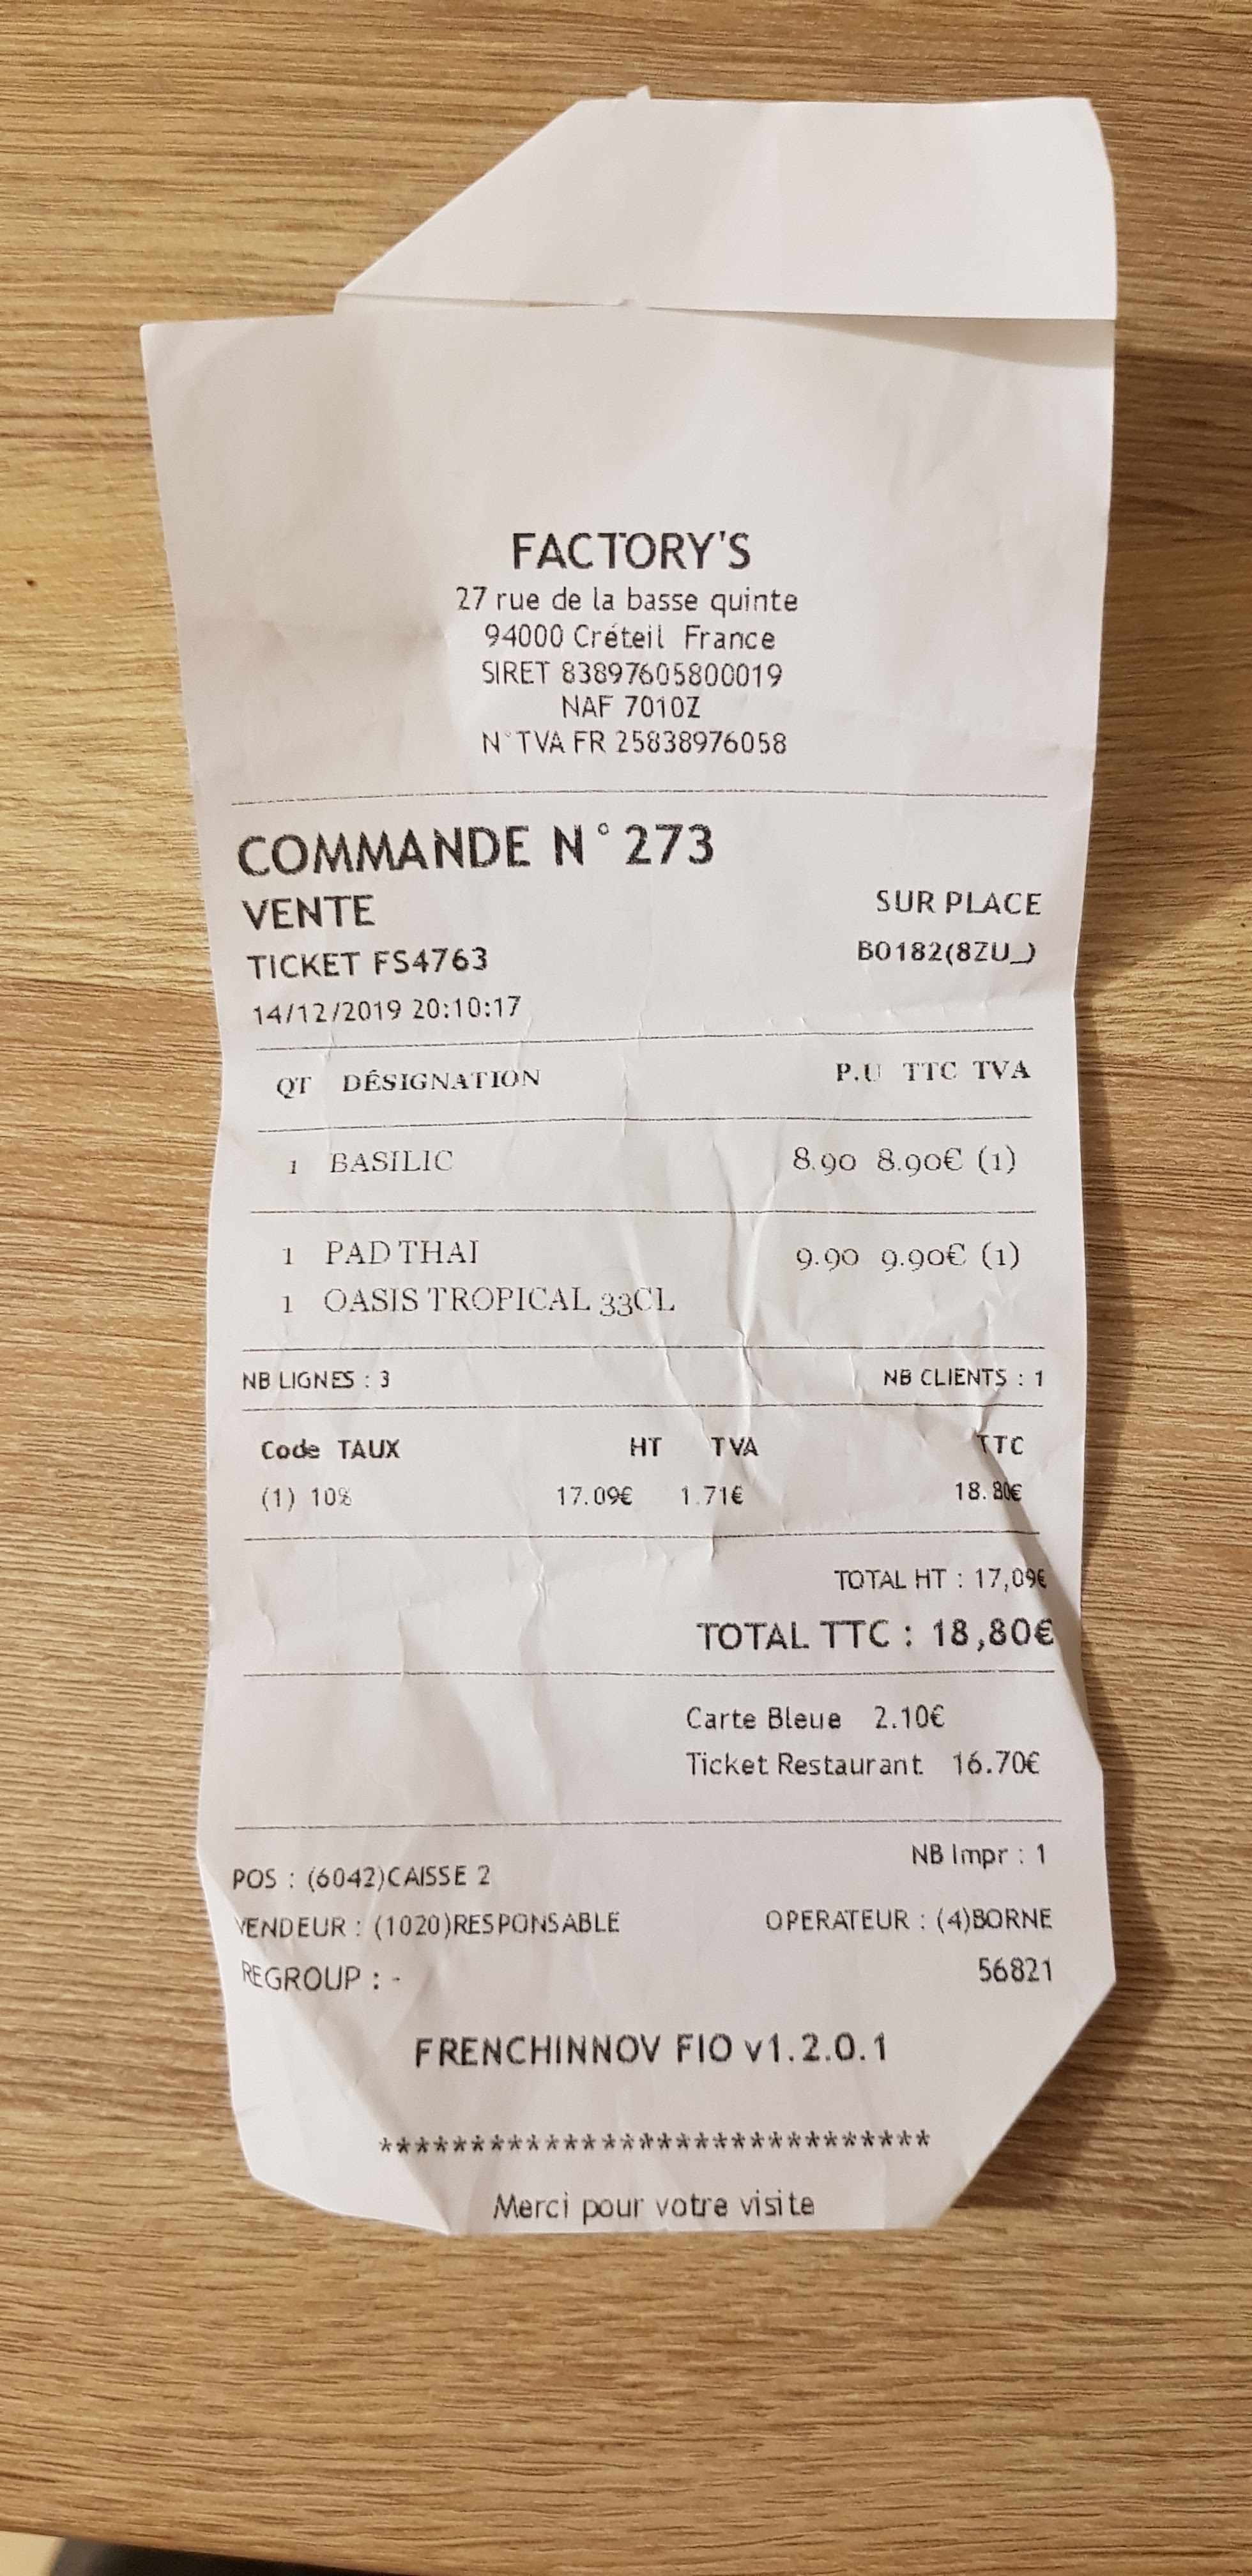 FACTORY'S
27 rue de la basse quinte
94000 Créteil France
SIRET 83897605800019
NAF 7010Z
N°TVA FR 25838976058
COMMANDE N°273
VENTE SUR PLACE
TICKET FS4763 B0182(8ZU_)
14/12/2019 20:10:17
QT DÉSIGNATION P.U TTC TVA
1 BASILIC 8.90 8.90€ (1)
1 PAD THAI 9.90 9.90€ (1)
1 OASIS TROPICAL 33CL
NB LIGNES : 3 NB CLIENTS : 1
Code TAUX HT TVA TTC
(1) 10% 17.09€ 1.71€ 18.80€
TOTAL HT : 17,09€
TOTAL TTC : 18,80€
Carte Bleue 2.10€
Ticket Restaurant 16.70€
NB Impr : 1
POS : (6042)CAISSE 2
VENDEUR : (1020)RESPONSABLE OPERATEUR : (4)BORNE
REGROUP : - 56821
FRENCHINNOV FIO v1.2.0.1
******************************
Merci pour votre visite